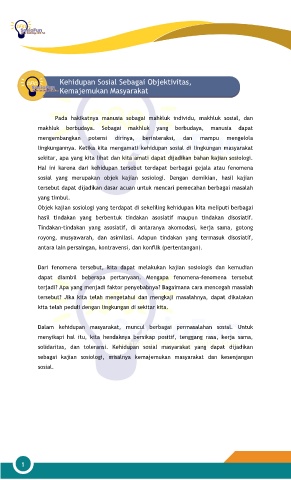 Kehidupan Sosial Sebagai Objektivitas,
Kemajemukan Masyarakat
Pada hakikatnya manusia sebagai mahluk individu, makhluk sosial, dan
makhluk berbudaya. Sebagai makhluk yang berbudaya, manusia dapat
mengembangkan potensi dirinya, berinteraksi, dan mampu mengelola
lingkungannya. Ketika kita mengamati kehidupan sosial di lingkungan masyarakat
sekitar, apa yang kita lihat dan kita amati dapat dijadikan bahan kajian sosiologi.
Hal ini karena dari kehidupan tersebut terdapat berbagai gejala atau fenomena
sosial yang merupakan objek kajian sosiologi. Dengan demikian, hasil kajian
tersebut dapat dijadikan dasar acuan untuk mencari pemecahan berbagai masalah
yang timbul.
Objek kajian sosiologi yang terdapat di sekeliling kehidupan kita meliputi berbagai
hasil tindakan yang berbentuk tindakan asosiatif maupun tindakan disosiatif.
Tindakan-tindakan yang asosiatif, di antaranya akomodasi, kerja sama, gotong
royong, musyawarah, dan asimilasi. Adapun tindakan yang termasuk disosiatif,
antara lain persaingan, kontravensi, dan konflik (pertentangan).
Dari fenomena tersebut, kita dapat melakukan kajian sosiologis dan kemudian
dapat diambil beberapa pertanyaan. Mengapa fenomena-fenomena tersebut
terjadi? Apa yang menjadi faktor penyebabnya? Bagaimana cara mencegah masalah
tersebut? Jika kita telah mengetahui dan mengkaji masalahnya, dapat dikatakan
kita telah peduli dengan lingkungan di sekitar kita.
Dalam kehidupan masyarakat, muncul berbagai permasalahan sosial. Untuk
menyikapi hal itu, kita hendaknya bersikap positif, tenggang rasa, kerja sama,
solidaritas, dan toleransi. Kehidupan sosial masyarakat yang dapat dijadikan
sebagai kajian sosiologi, misalnya kemajemukan masyarakat dan kesenjangan
sosial.
1